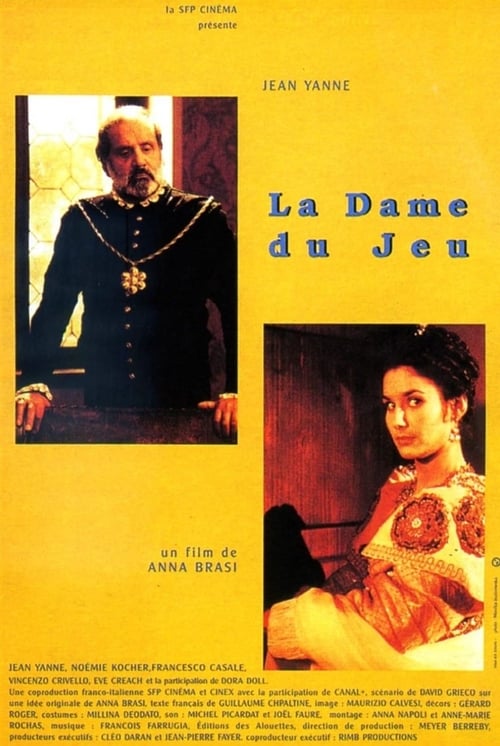 la SFP CINÉMA
présente
JEAN YANNE
La Dame
du Jeu
un film de
ANNA BRASI
JEAN YANNE, NOÉMIE KOCHER, FRANCESCO CASALE,
VINCENZO CRIVELLO, EVE CREACH et la participation de DORA DOLL.
Une coproduction franco-italienne SFP CINÉMA et CINEX avec la participation de CANAL+, scénario de DAVID GRIECO sur
une idée originale de ANNA BRASI, texte français de GUILLAUME CHPALTINE, image : MAURIZIO CALVESI, décors : GÉRARD
ROGER, costumes : MILLINA DEODATO, son : MICHEL PICARDAT et JOËL FAURE, montage : ANNA NAPOLI et ANNE-MARIE
ROCHAS, musique : FRANCOIS FARRUGIA, Éditions des Alouettes, direction de production : MEYER BERREBY,
producteurs exécutifs : CLÉO DARAN et JEAN-PIERRE FAYER. coproducteur exécutif : RIMB PRODUCTIONS